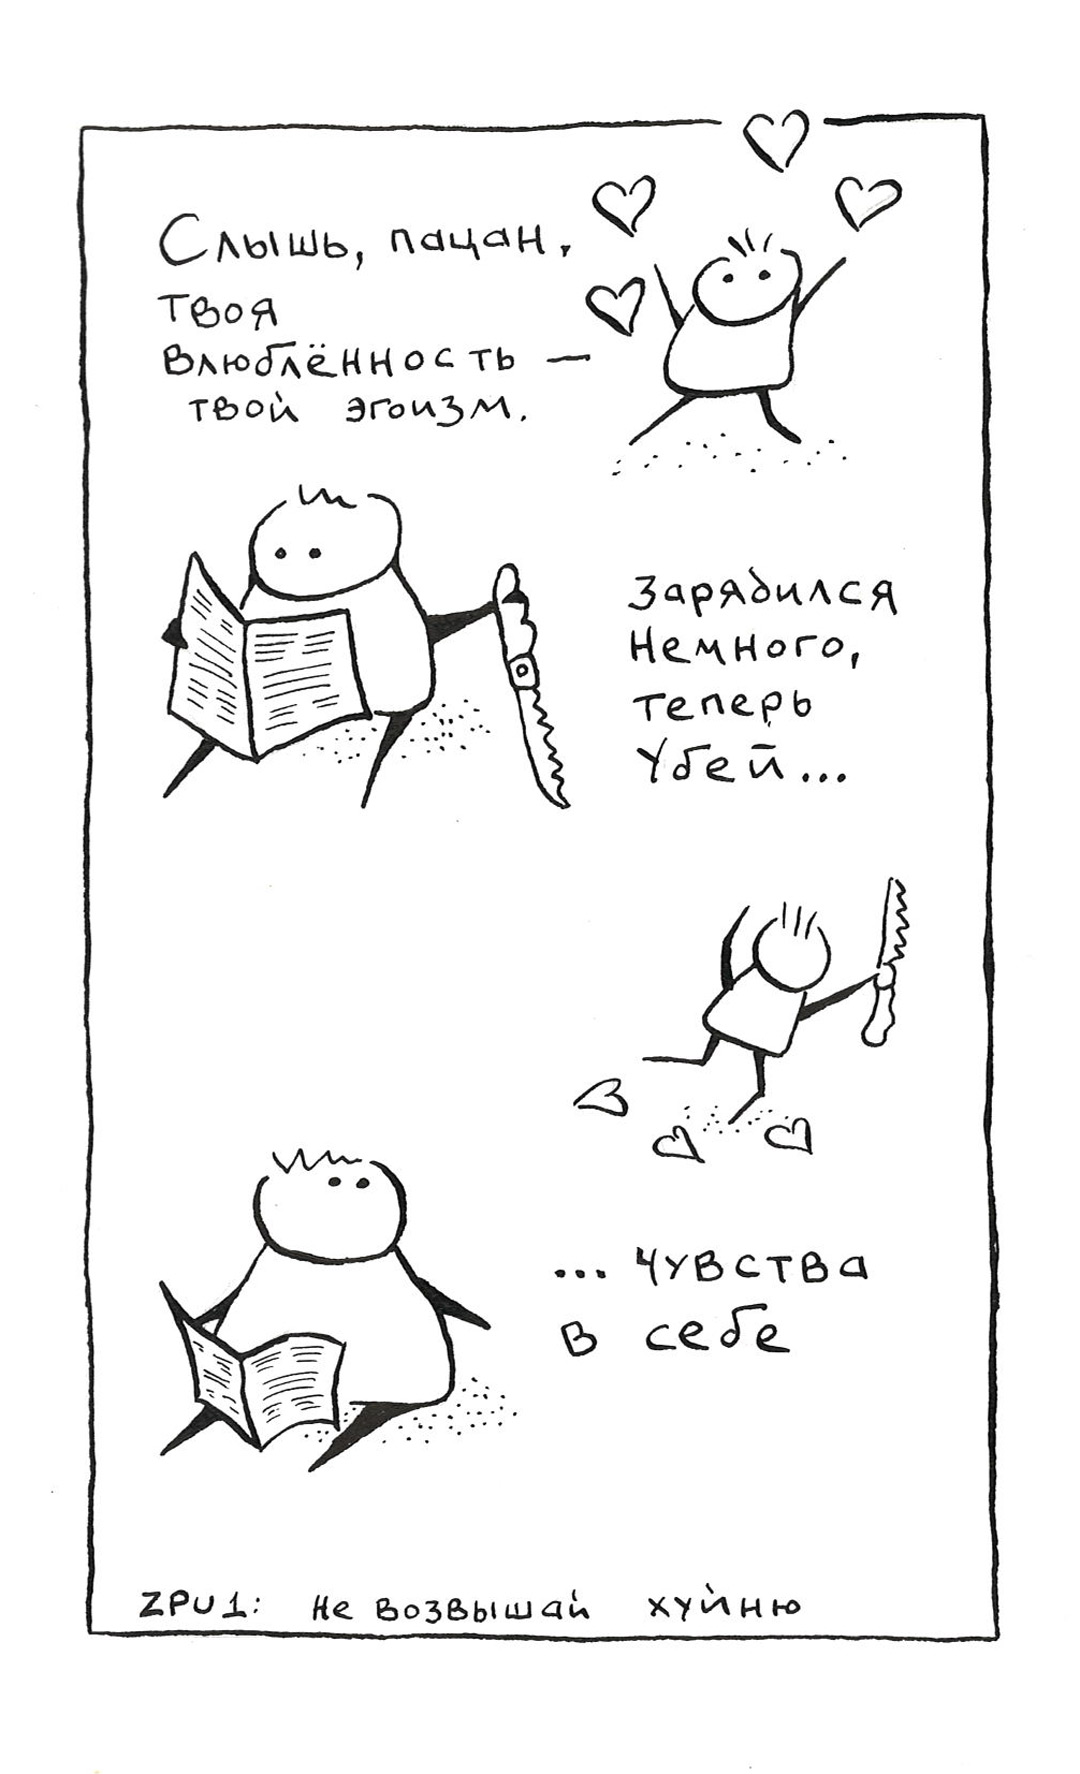 Слышь, пацан,
твоя
влюблённость —
твой эгоизм.
Зарядился
немного,
теперь
убей...
... чувства
в себе
ZPU1: не возвышай хуйню